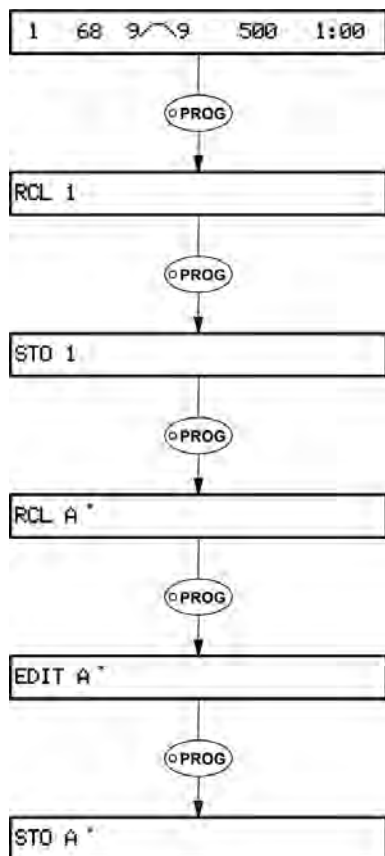 1 68 9/⁀\9 500 1:00
PROG
RCL 1
PROG
STO 1
PROG
RCL A *
PROG
EDIT A *
PROG
STO A *